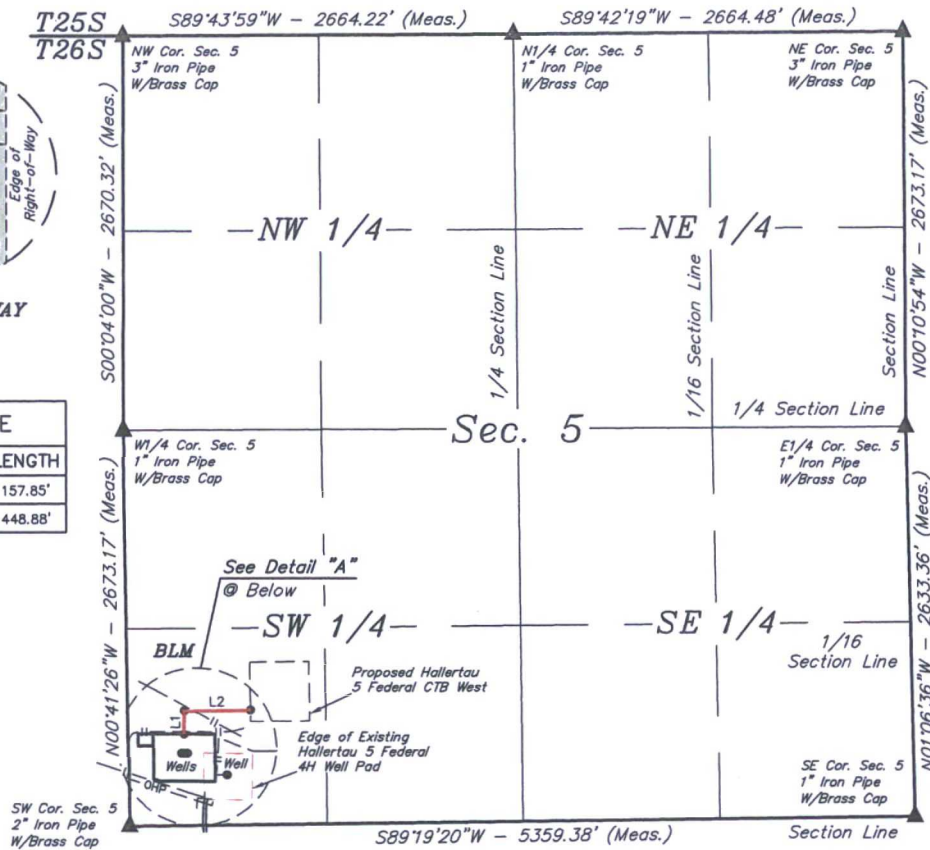 T25S
T26S
S89°43'59"W - 2664.22' (Meas.)
S89°42'19"W - 2664.48' (Meas.)
NW Cor. Sec. 5
3" Iron Pipe
W/Brass Cap
N1/4 Cor. Sec. 5
1" Iron Pipe
W/Brass Cap
NE Cor. Sec. 5
3" Iron Pipe
W/Brass Cap
Edge of
Right-of-Way
S00°04'00"W - 2670.32' (Meas.)
NW 1/4
NE 1/4
N00°10'54"W - 2673.17' (Meas.)
Section Line
1/4 Section Line
1/16 Section Line
1/4 Section Line
Sec. 5
LENGTH
157.85'
448.88'
W1/4 Cor. Sec. 5
1" Iron Pipe
W/Brass Cap
E1/4 Cor. Sec. 5
1" Iron Pipe
W/Brass Cap
N00°41'26"W - 2673.17' (Meas.)
See Detail "A"
@ Below
SW 1/4
SE 1/4
N01°06'36"W - 2633.36' (Meas.)
1/16
Section Line
BLM
Proposed Hallertau
5 Federal CTB West
L2
L1
Edge of Existing
Hallertau 5 Federal
4H Well Pad
Wells
Well
OHP
SE Cor. Sec. 5
1" Iron Pipe
W/Brass Cap
SW Cor. Sec. 5
2" Iron Pipe
W/Brass Cap
S89°19'20"W - 5359.38' (Meas.)
Section Line